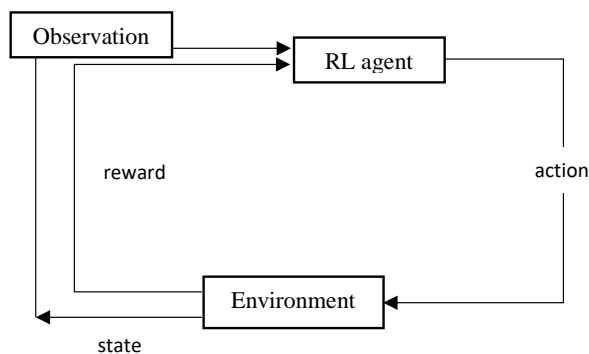 Observation
RL agent
reward
action
Environment
state